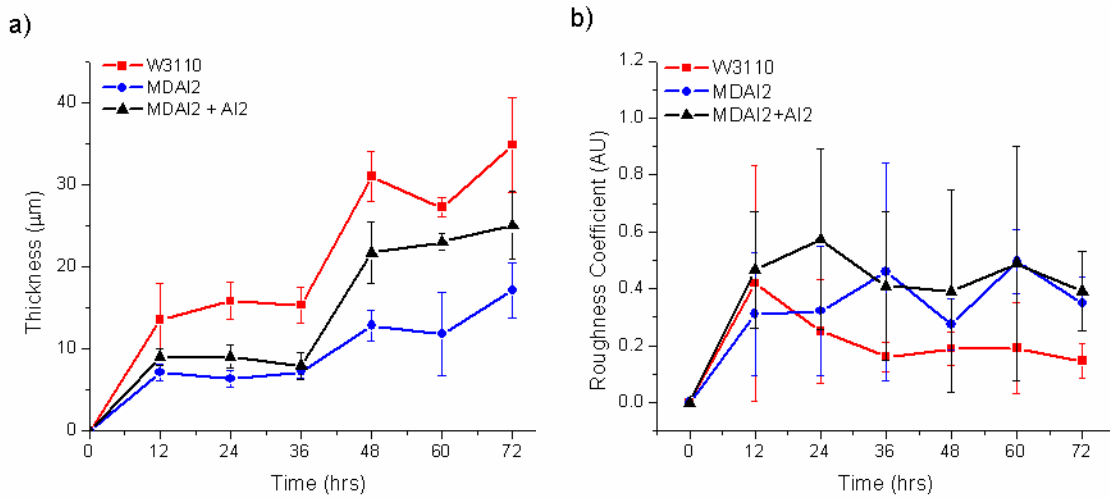 a)
W3110
MDAI2
MDAI2 + AI2
Thickness (µm)
40
30
20
10
0
0 12 24 36 48 60 72
Time (hrs)
b)
W3110
MDAI2
MDAI2+AI2
Roughness Coefficient (AU)
1.2
1.0
0.8
0.6
0.4
0.2
0.0
0 12 24 36 48 60 72
Time (hrs)